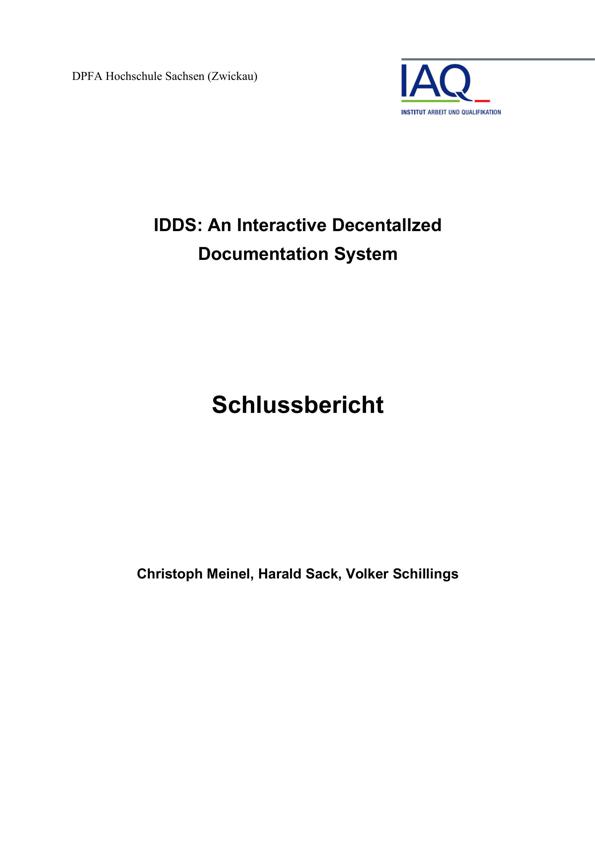 DPFA Hochschule Sachsen (Zwickau)
IAQ
INSTITUT ARBEIT UND QUALIFIKATION
IDDS: An Interactive Decentallzed
Documentation System
Schlussbericht
Christoph Meinel, Harald Sack, Volker Schillings